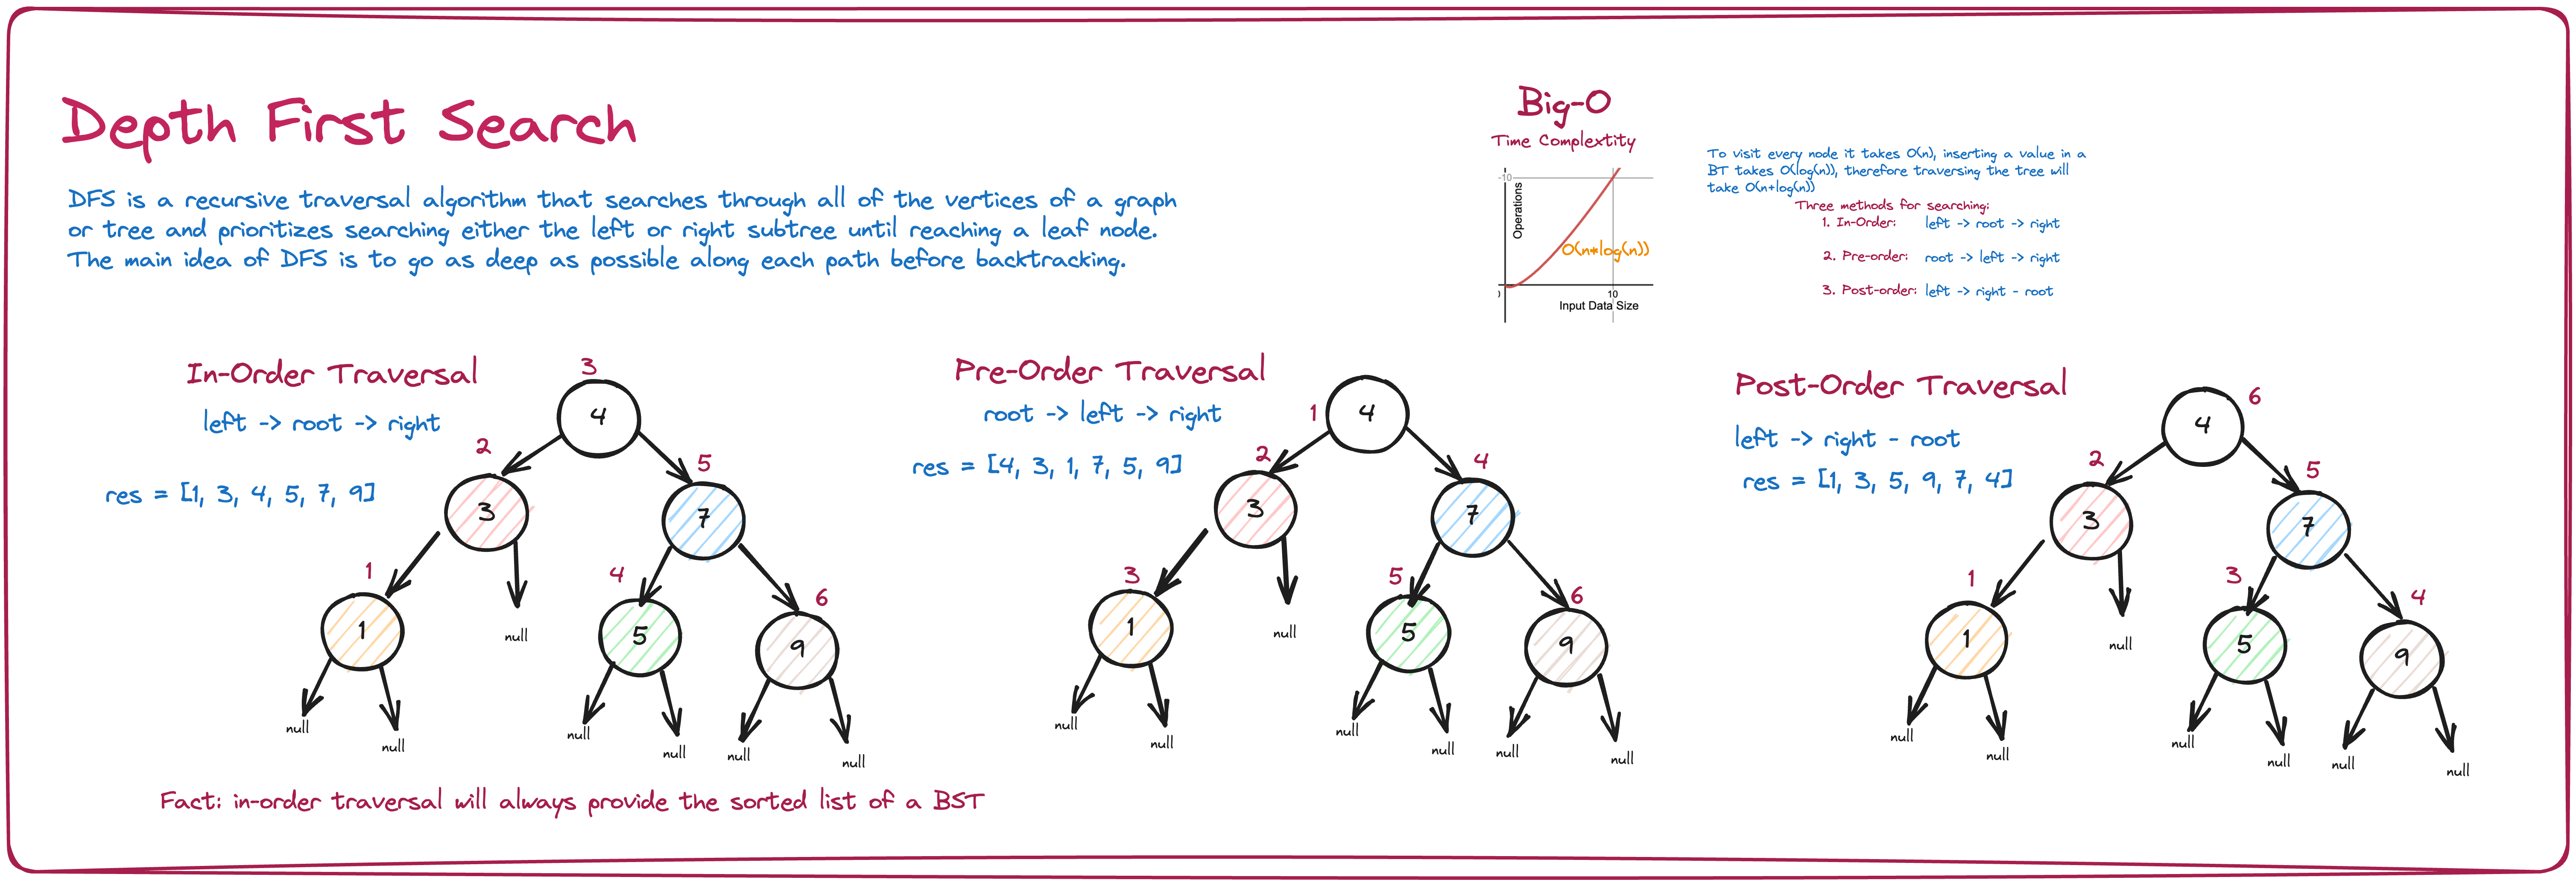 Depth First Search
DFS is a recursive traversal algorithm that searches through all of the vertices of a graph
or tree and prioritizes searching either the left or right subtree until reaching a leaf node.
The main idea of DFS is to go as deep as possible along each path before backtracking.
Big-O
Time Complextity
-10
Operations
O(n*log(n))
0
10
Input Data Size
To visit every node it takes O(n), inserting a value in a
BT takes O(log(n)), therefore traversing the tree will
take O(n*log(n))
Three methods for searching:
1. In-Order: left -> root -> right
2. Pre-order: root -> left -> right
3. Post-order: left -> right - root
In-Order Traversal
left -> root -> right
res = [1, 3, 4, 5, 7, 9]
3
4
2
5
3
7
1
4
6
1
null
5
9
null
null
null
null
null
null
Fact: in-order traversal will always provide the sorted list of a BST
Pre-Order Traversal
root -> left -> right
res = [4, 3, 1, 7, 5, 9]
1
4
2
4
3
7
3
5
6
1
null
5
9
null
null
null
null
null
null
Post-Order Traversal
left -> right - root
res = [1, 3, 5, 9, 7, 4]
6
4
2
5
3
7
1
3
4
1
null
5
9
null
null
null
null
null
null